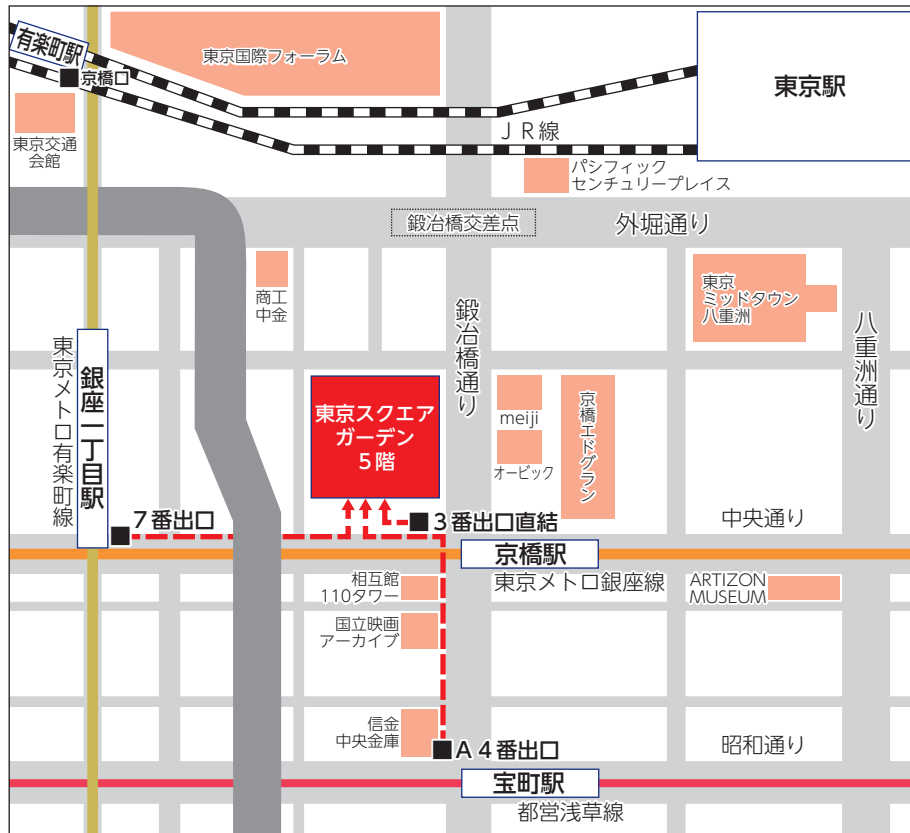 有楽町駅
京橋口
東京国際フォーラム
東京駅
東京交通
会館
ＪＲ線
パシフィック
センチュリープレイス
鍛冶橋交差点
外堀通り
商工
中金
東京
ミッドタウン
八重洲
鍛冶橋通り
八重洲通り
東京メトロ有楽町線
銀座一丁目駅
東京スクエア
ガーデン
５階
meiji
オービック
京橋エドグラン
７番出口
３番出口直結
中央通り
京橋駅
東京メトロ銀座線
相互館
110タワー
ARTIZON
MUSEUM
国立映画
アーカイブ
信金
中央金庫
Ａ４番出口
昭和通り
宝町駅
都営浅草線